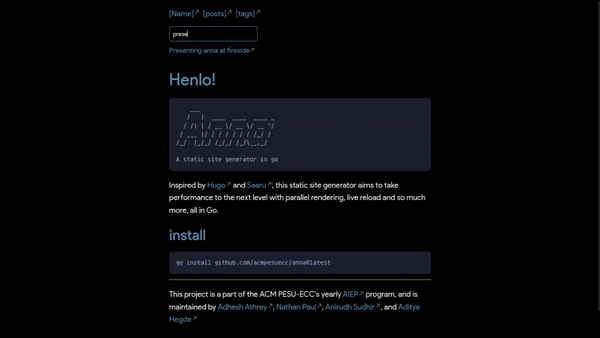 [Name]↗ [posts]↗ [tags]↗
prese
Presenting anna at fireside↗
Henlo!
A static site generator in go
Inspired by Hugo↗ and Saaru↗, this static site generator aims to take
performance to the next level with parallel rendering, live reload and so much
more, all in Go.
install
go install github.com/acmpesuecc/anna@latest
This project is a part of the ACM PESU-ECC's yearly AIEP↗ program, and is
maintained by Adhesh Athrey↗, Nathan Paul↗, Anirudh Sudhir↗, and Aditya
Hegde↗